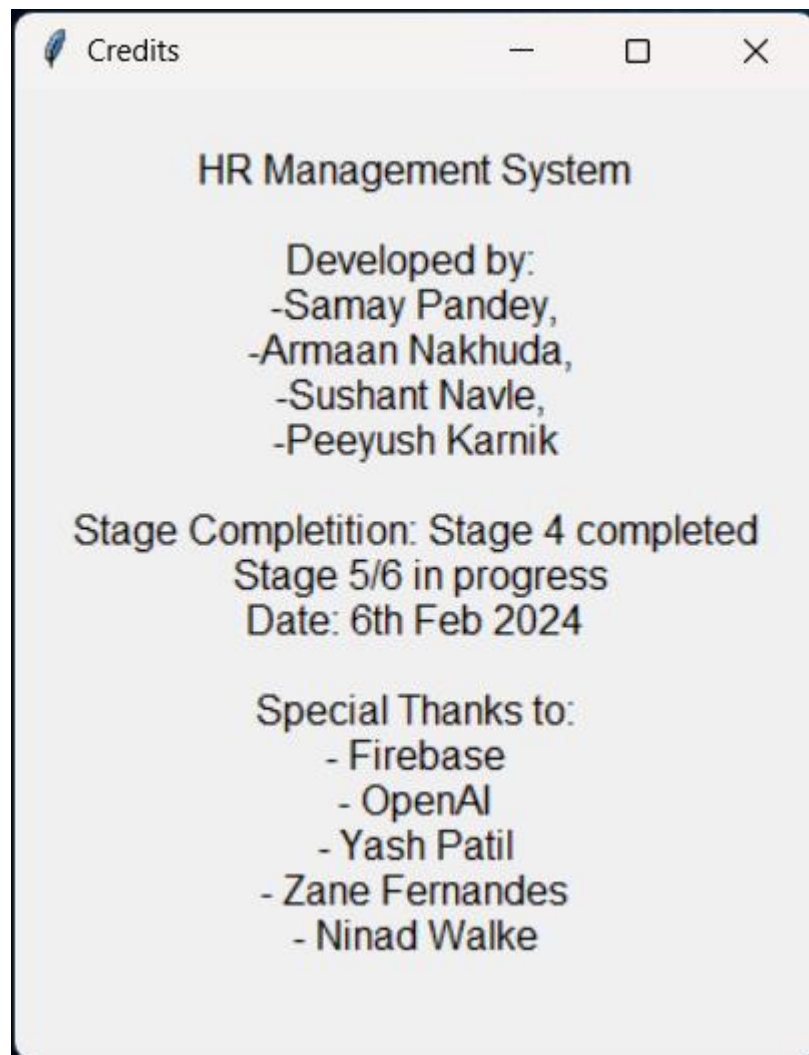 Credits
HR Management System
Developed by:
-Samay Pandey,
-Armaan Nakhuda,
-Sushant Navle,
-Peeyush Karnik
Stage Completition: Stage 4 completed
Stage 5/6 in progress
Date: 6th Feb 2024
Special Thanks to:
- Firebase
- OpenAI
- Yash Patil
- Zane Fernandes
- Ninad Walke